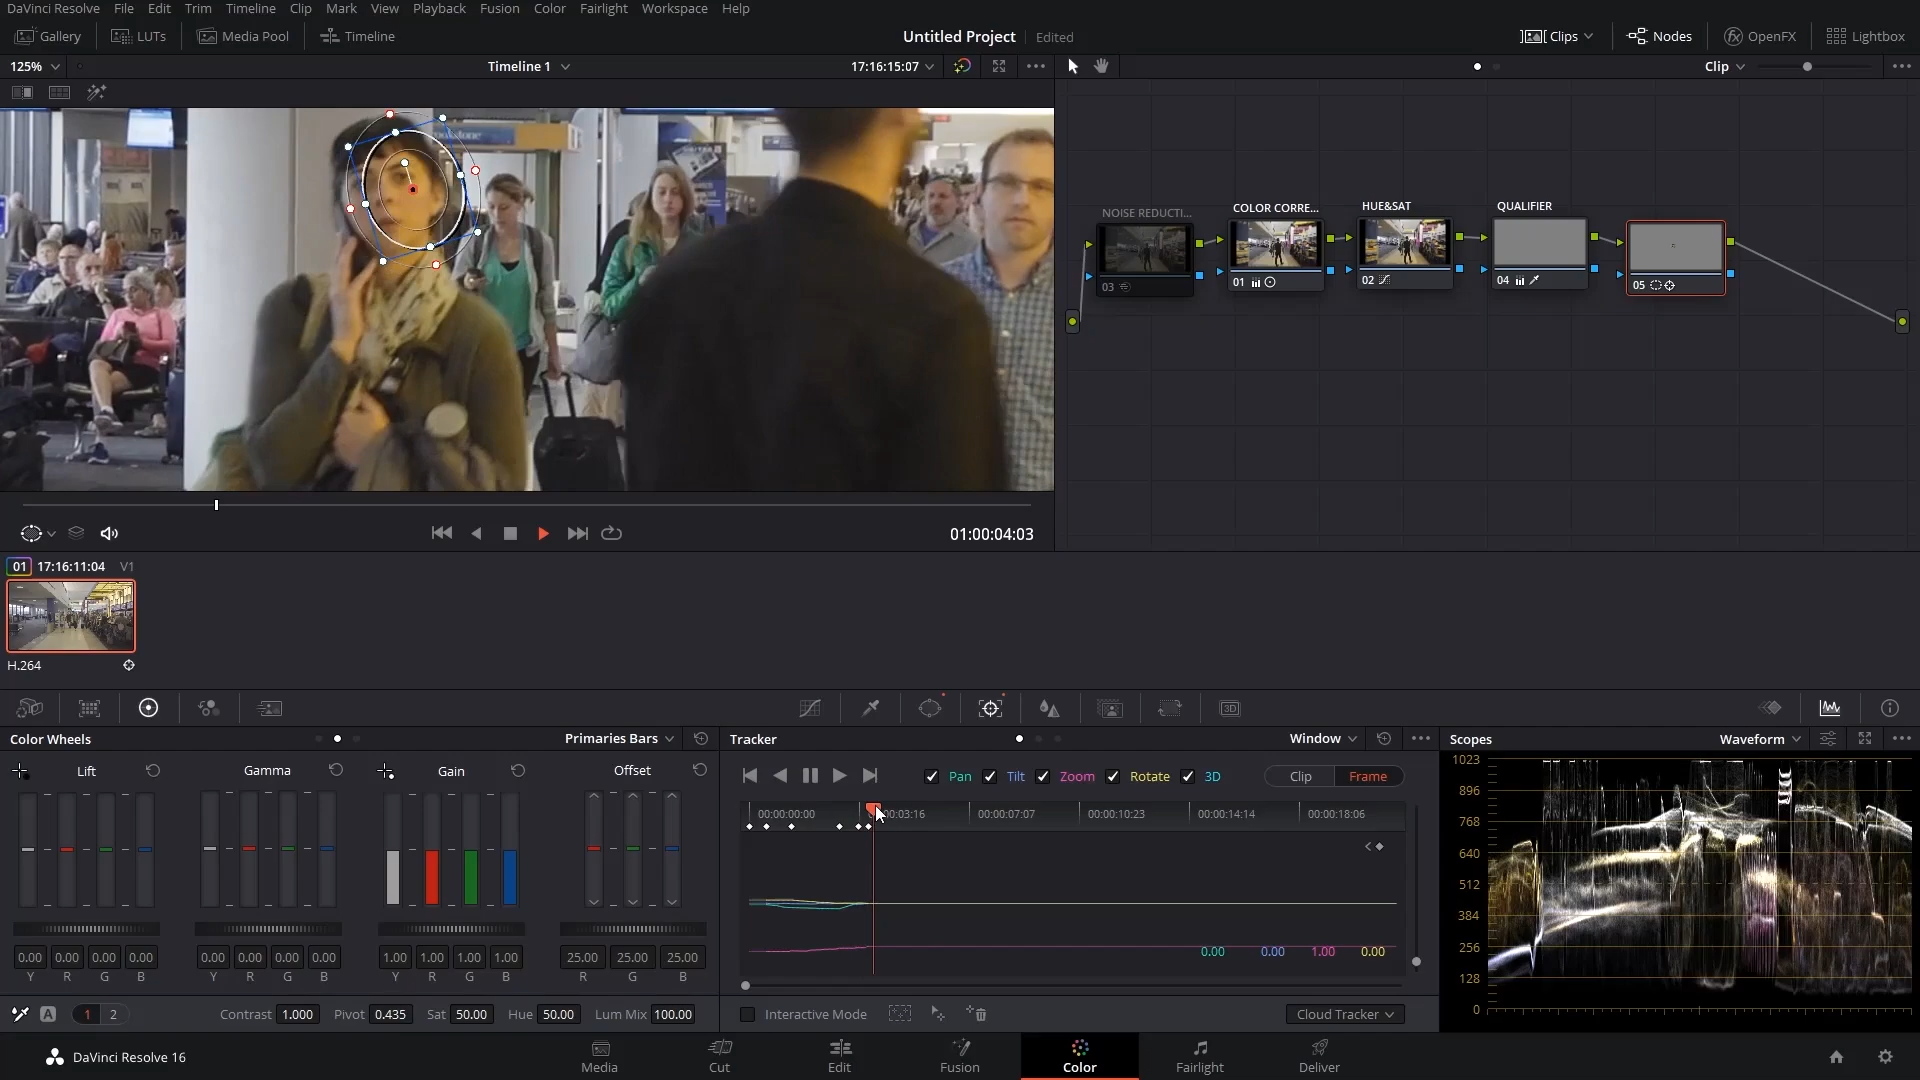 DaVinci Resolve File Edit Trim Timeline Clip Mark View Playback Fusion Color Fairlight Workspace Help
Gallery LUTs Media Pool Timeline Untitled Project Edited Clips Nodes fx OpenFX Lightbox
125% Timeline 1 17:16:15:07 Clip
NOISE REDUCTI... COLOR CORRE... HUE&SAT QUALIFIER
03 01 02 04 05
01:00:04:03
01 17:16:11:04 V1
H.264
3D
Color Wheels Primaries Bars Tracker Window Scopes Waveform
Lift Gamma Gain Offset
Pan Tilt Zoom Rotate 3D Clip Frame
00:00:00:00 00:03:16 00:00:07:07 00:00:10:23 00:00:14:14 00:00:18:06
1023
896
768
640
512
384
256
128
0
0.00 0.00 1.00 0.00
0.00 0.00 0.00 0.00 0.00 0.00 0.00 0.00 1.00 1.00 1.00 1.00 25.00 25.00 25.00
Y R G B Y R G B Y R G B R G B
A 1 2 Contrast 1.000 Pivot 0.435 Sat 50.00 Hue 50.00 Lum Mix 100.00 Interactive Mode Cloud Tracker
DaVinci Resolve 16 Media Cut Edit Fusion Color Fairlight Deliver